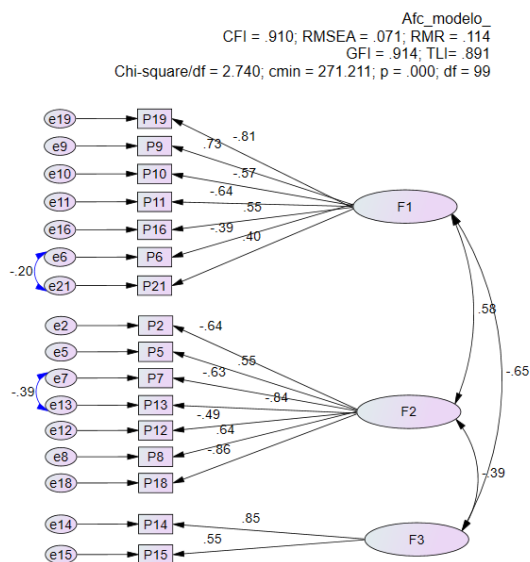 Afc_modelo_
CFI = .910; RMSEA = .071; RMR = .114
GFI = .914; TLI= .891
Chi-square/df = 2.740; cmin = 271.211; p = .000; df = 99
e19 P19 -.81
e9 P9 .73
e10 P10 -.57
e11 P11 -.64
F1
e16 P16 .55
e6 P6 -.39
-.20
e21 P21 .40
.58
-.65
e2 P2 -.64
e5 P5 .55
e7 P7 -.63
-.39
e13 P13 -.84
F2
e12 P12 -.49
e8 P8 .64
e18 P18 -.86
-.39
e14 P14 .85
F3
e15 P15 .55